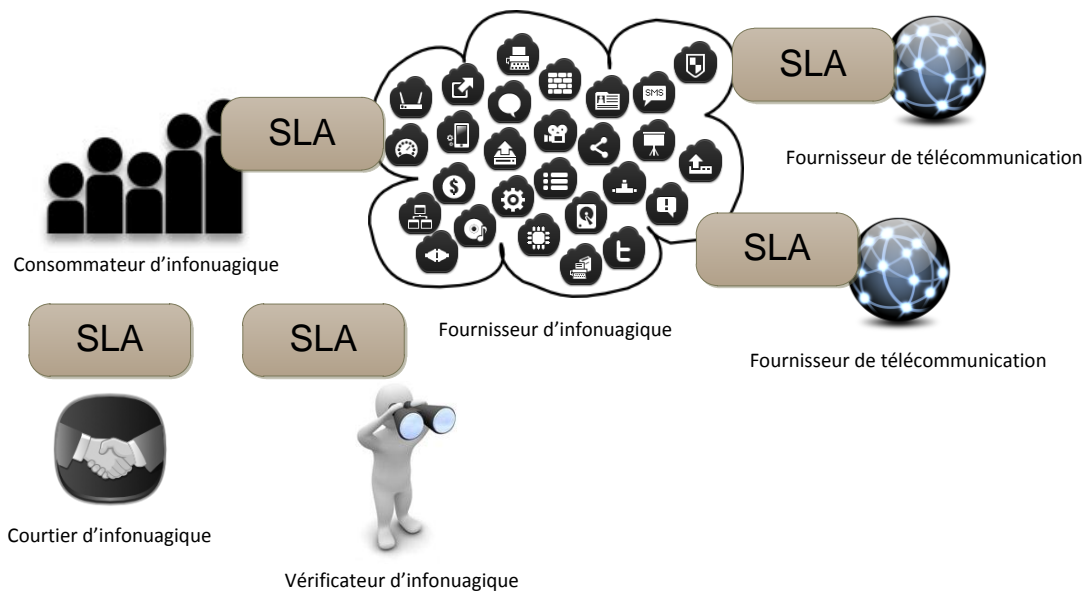 SLA
SLA
SMS
Fournisseur de télécommunication
SLA
Consommateur d'infonuagique
SLA
SLA
Fournisseur d'infonuagique
Fournisseur de télécommunication
Courtier d'infonuagique
Vérificateur d'infonuagique